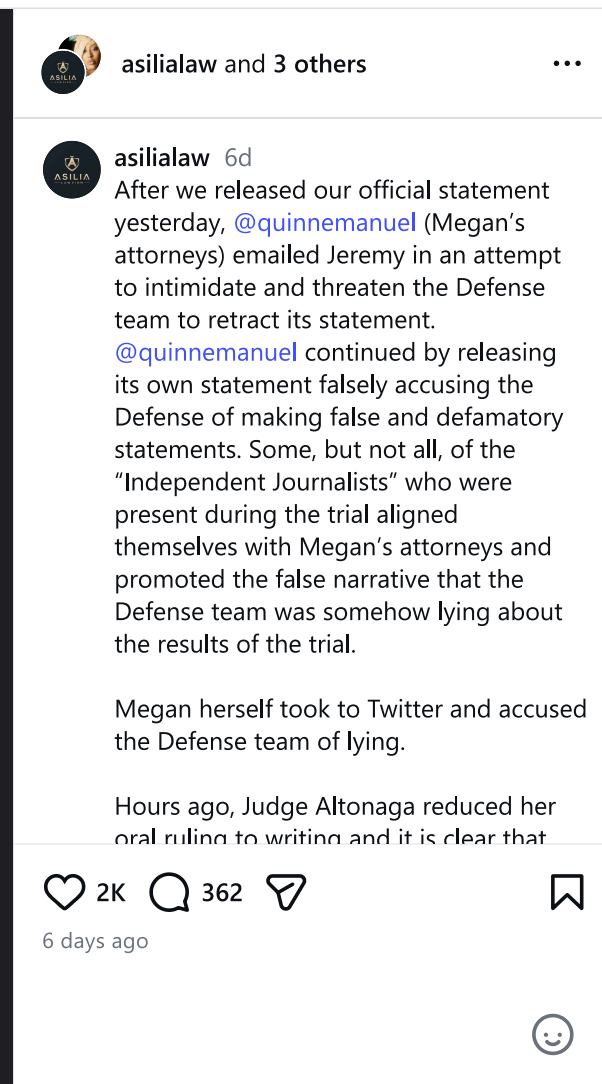 asilialaw and 3 others
ASILIA
asilialaw 6d
ASILIA
LAW FIRM
After we released our official statement
yesterday, @quinnemanuel (Megan's
attorneys) emailed Jeremy in an attempt
to intimidate and threaten the Defense
team to retract its statement.
@quinnemanuel continued by releasing
its own statement falsely accusing the
Defense of making false and defamatory
statements. Some, but not all, of the
“Independent Journalists” who were
present during the trial aligned
themselves with Megan's attorneys and
promoted the false narrative that the
Defense team was somehow lying about
the results of the trial.
Megan herself took to Twitter and accused
the Defense team of lying.
Hours ago, Judge Altonaga reduced her
oral ruling to writing and it is clear that
2K 362
6 days ago